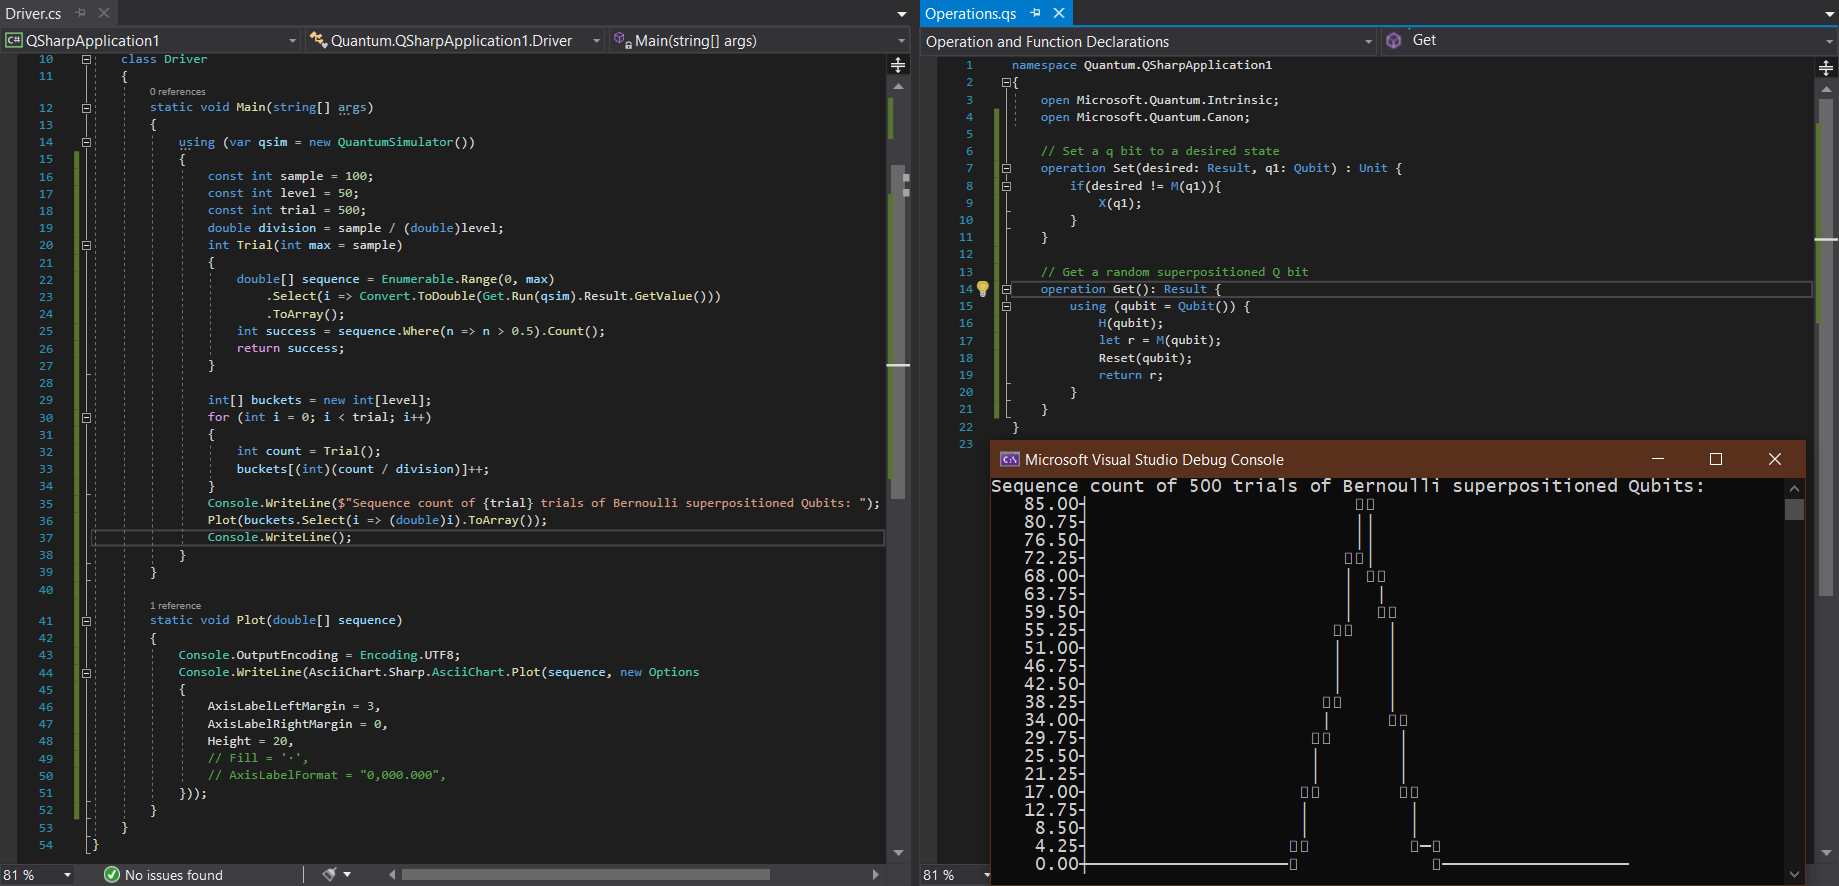 Driver.cs
QSharpApplication1
Quantum.QSharpApplication1.Driver
Main(string[] args)
10 class Driver
11 {
0 references
12 static void Main(string[] args)
13 {
14 using (var qsim = new QuantumSimulator())
15 {
16 const int sample = 100;
17 const int level = 50;
18 const int trial = 500;
19 double division = sample / (double)level;
20 int Trial(int max = sample)
21 {
22 double[] sequence = Enumerable.Range(0, max)
23 .Select(i => Convert.ToDouble(Get.Run(qsim).Result.GetValue()))
24 .ToArray();
25 int success = sequence.Where(n => n > 0.5).Count();
26 return success;
27 }
28
29 int[] buckets = new int[level];
30 for (int i = 0; i < trial; i++)
31 {
32 int count = Trial();
33 buckets[(int)(count / division)]++;
34 }
35 Console.WriteLine($"Sequence count of {trial} trials of Bernoulli superpositioned Qubits: ");
36 Plot(buckets.Select(i => (double)i).ToArray());
37 Console.WriteLine();
38 }
39 }
40
1 reference
41 static void Plot(double[] sequence)
42 {
43 Console.OutputEncoding = Encoding.UTF8;
44 Console.WriteLine(AsciiChart.Sharp.AsciiChart.Plot(sequence, new Options
45 {
46 AxisLabelLeftMargin = 3,
47 AxisLabelRightMargin = 0,
48 Height = 20,
49 // Fill = '·',
50 // AxisLabelFormat = "0,000.000",
51 }));
52 }
53 }
54 }
81 %
No issues found
Operations.qs
Operation and Function Declarations
Get
1 namespace Quantum.QSharpApplication1
2 {
3 open Microsoft.Quantum.Intrinsic;
4 open Microsoft.Quantum.Canon;
5
6 // Set a q bit to a desired state
7 operation Set(desired: Result, q1: Qubit) : Unit {
8 if(desired != M(q1)){
9 X(q1);
10 }
11 }
12
13 // Get a random superpositioned Q bit
14 operation Get(): Result {
15 using (qubit = Qubit()) {
16 H(qubit);
17 let r = M(qubit);
18 Reset(qubit);
19 return r;
20 }
21 }
22 }
23
81 %
Microsoft Visual Studio Debug Console
Sequence count of 500 trials of Bernoulli superpositioned Qubits:
85.00
80.75
76.50
72.25
68.00
63.75
59.50
55.25
51.00
46.75
42.50
38.25
34.00
29.75
25.50
21.25
17.00
12.75
8.50
4.25
0.00